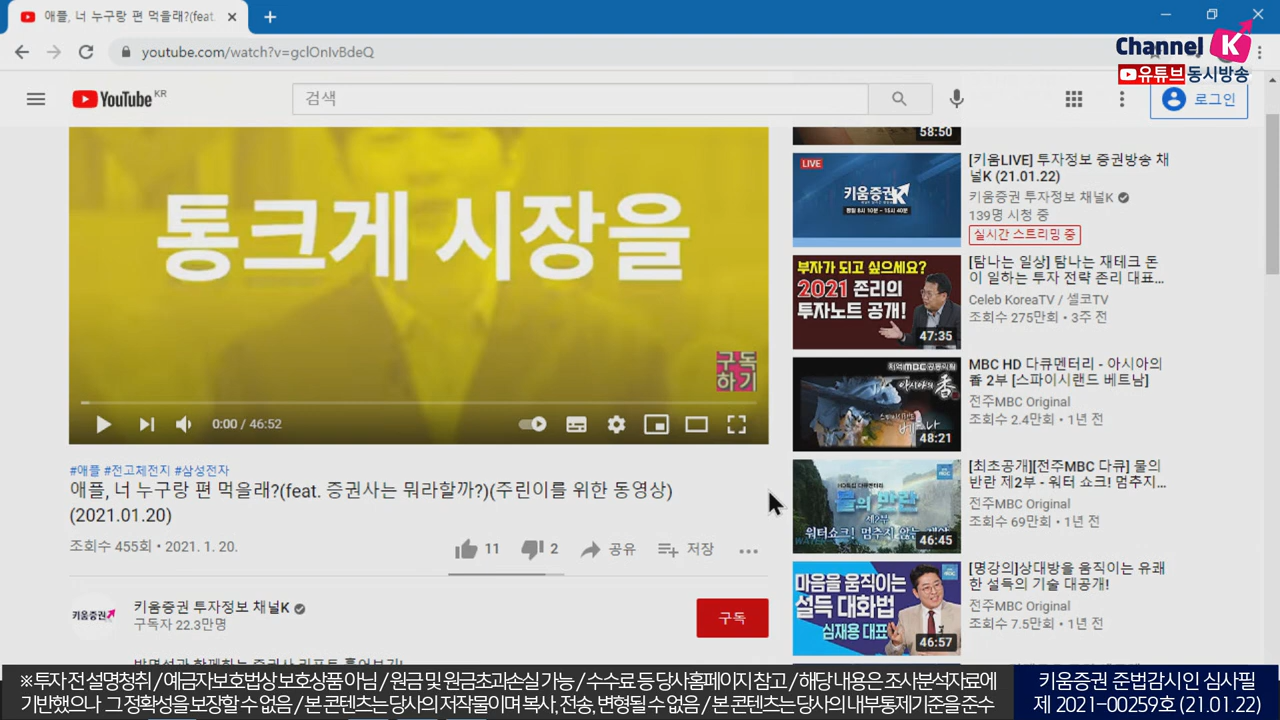 애플, 너 누구랑 편 먹을래?(feat.
youtube.com/watch?v=gclOnIvBdeQ
Channel K
유튜브동시방송
YouTube KR
검색
로그인
통크게 시장을
구독
하기
0:00 / 46:52
#애플 #전고체전지 #삼성전자
애플, 너 누구랑 편 먹을래?(feat. 증권사는 뭐라할까?)(주린이를 위한 동영상)
(2021.01.20)
조회수 455회 • 2021. 1. 20.
11
2
공유
저장
키움증권
키움증권 투자정보 채널K
구독자 22.3만명
구독
58:50
LIVE
키움증권K
평일 8시 10분 ~ 15시 40분
[키움LIVE] 투자정보 증권방송 채
널K (21.01.22)
키움증권 투자정보 채널K
139명 시청 중
실시간 스트리밍 중
부자가 되고 싶으세요?
2021 존리의
투자노트 공개!
47:35
[탐나는 일상] 탐나는 재테크 돈
이 일하는 투자 전략 존리 대표...
Celeb KoreaTV / 셀코TV
조회수 275만회 • 3주 전
아시아의 香
48:21
MBC HD 다큐멘터리 - 아시아의
香 2부 [스파이시랜드 베트남]
전주MBC Original
조회수 2.4만회 • 1년 전
물의 반란
제2부
워터쇼크! 멈추지 않는 재앙
46:45
[최초공개][전주MBC 다큐] 물의
반란 제2부 - 워터 쇼크! 멈추지...
전주MBC Original
조회수 69만회 • 1년 전
마음을 움직이는
설득 대화법
심재용 대표
46:57
[명강의]상대방을 움직이는 유쾌
한 설득의 기술 대공개!
전주MBC Original
조회수 7.5만회 • 1년 전
※ 투자 전 설명청취 / 예금자보호법상 보호상품 아님 / 원금 및 원금초과손실 가능 / 수수료 등 당사홈페이지 참고 / 해당 내용은 조사분석자료에
기반했으나 그 정확성을 보장할 수 없음 / 본 콘텐츠는 당사의 저작물이며 복사, 전송, 변형될 수 없음 / 본 콘텐츠는 당사의 내부통제기준을 준수
키움증권 준법감시인 심사필
제 2021-00259호 (21.01.22)